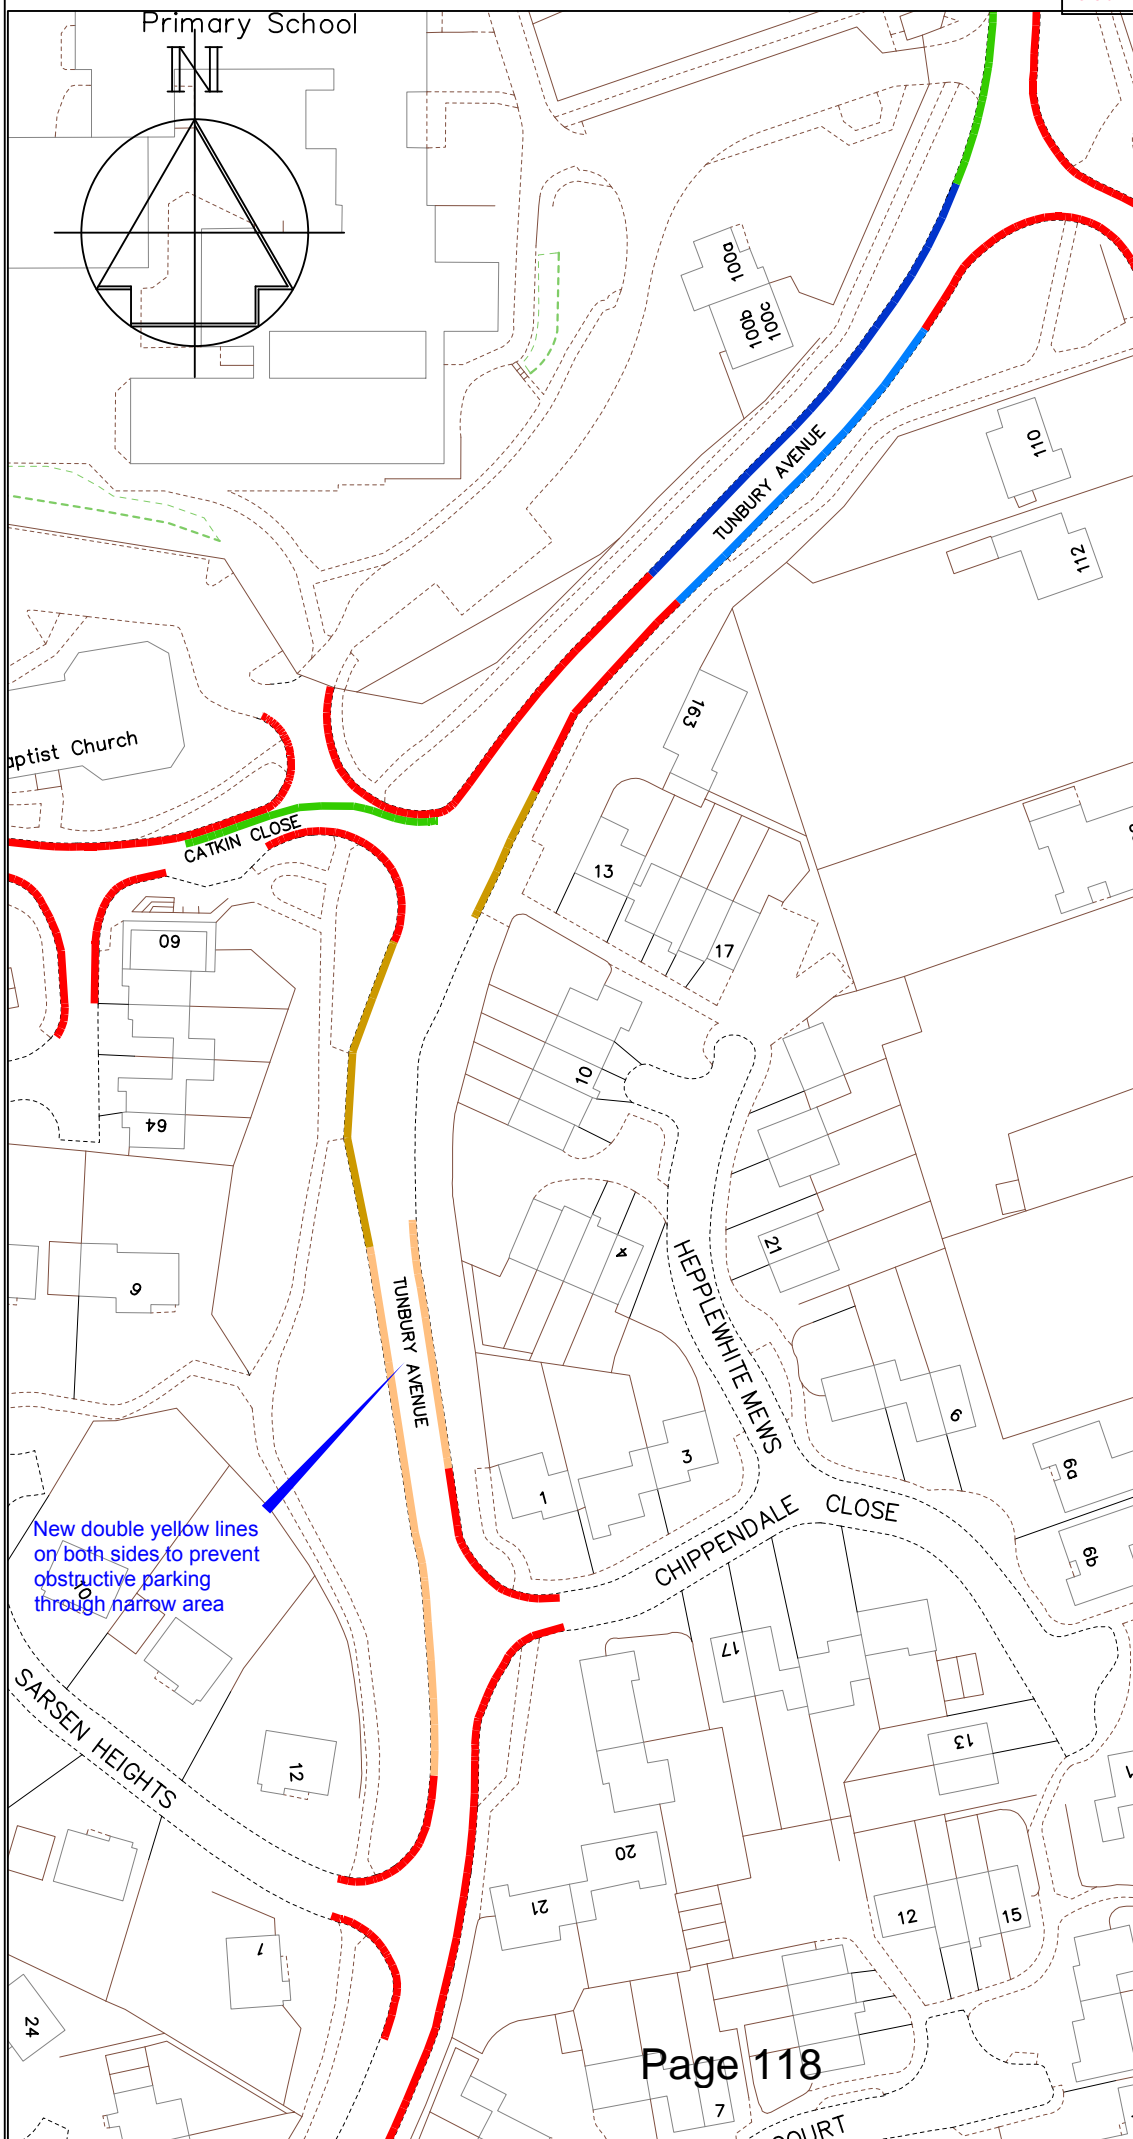 Primary School
N
100a
100b
100c
TUNBURY AVENUE
110
112
163
aptist Church
CATKIN CLOSE
13
17
60
10
64
4
21
9
TUNBURY AVENUE
HEPPLEWHITE MEWS
3
1
6
9a
9b
CHIPPENDALE CLOSE
New double yellow lines
on both sides to prevent
obstructive parking
through narrow area
10
17
SARSEN HEIGHTS
12
13
20
21
12
15
1
24
Page 118
7
COURT